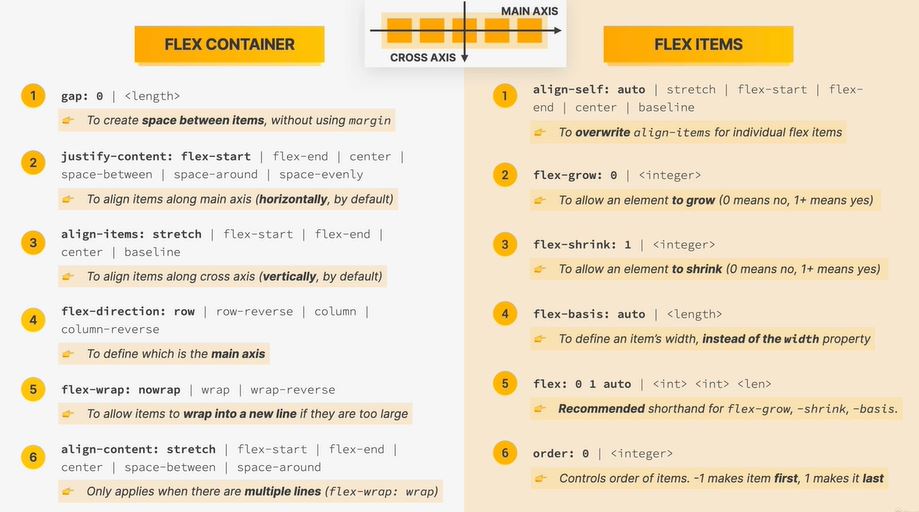 MAIN AXIS
CROSS AXIS
FLEX CONTAINER
1
gap: 0 | <length>
To create space between items, without using margin
2
justify-content: flex-start | flex-end | center |
space-between | space-around | space-evenly
To align items along main axis (horizontally, by default)
3
align-items: stretch | flex-start | flex-end |
center | baseline
To align items along cross axis (vertically, by default)
4
flex-direction: row | row-reverse | column |
column-reverse
To define which is the main axis
5
flex-wrap: nowrap | wrap | wrap-reverse
To allow items to wrap into a new line if they are too large
6
align-content: stretch | flex-start | flex-end |
center | space-between | space-around
Only applies when there are multiple lines (flex-wrap: wrap)
FLEX ITEMS
1
align-self: auto | stretch | flex-start | flex-
end | center | baseline
To overwrite align-items for individual flex items
2
flex-grow: 0 | <integer>
To allow an element to grow (0 means no, 1+ means yes)
3
flex-shrink: 1 | <integer>
To allow an element to shrink (0 means no, 1+ means yes)
4
flex-basis: auto | <length>
To define an item's width, instead of the width property
5
flex: 0 1 auto | <int> <int> <len>
Recommended shorthand for flex-grow, -shrink, -basis.
6
order: 0 | <integer>
Controls order of items. -1 makes item first, 1 makes it last